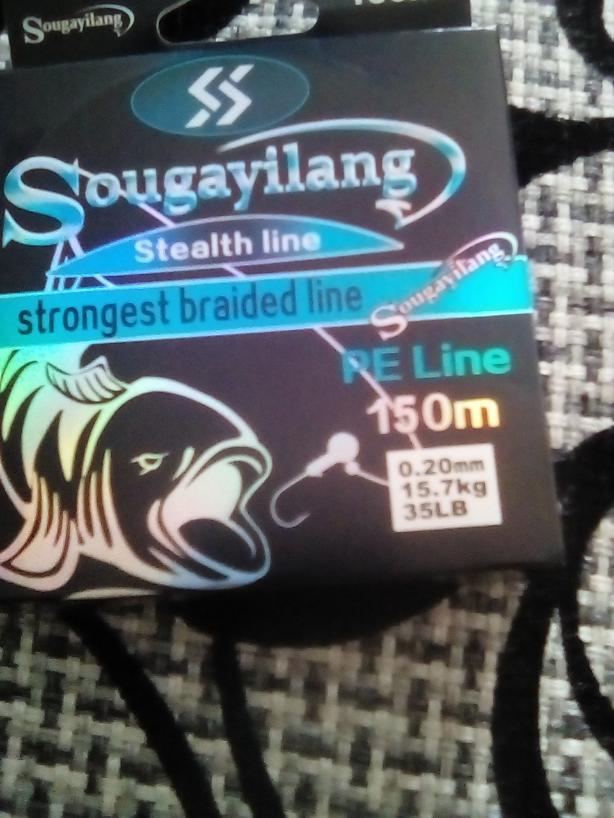 Sougayilang
Sougayilang
Stealth line
strongest braided line
Sougayilang
PE Line
150m
0.20mm
15.7kg
35LB